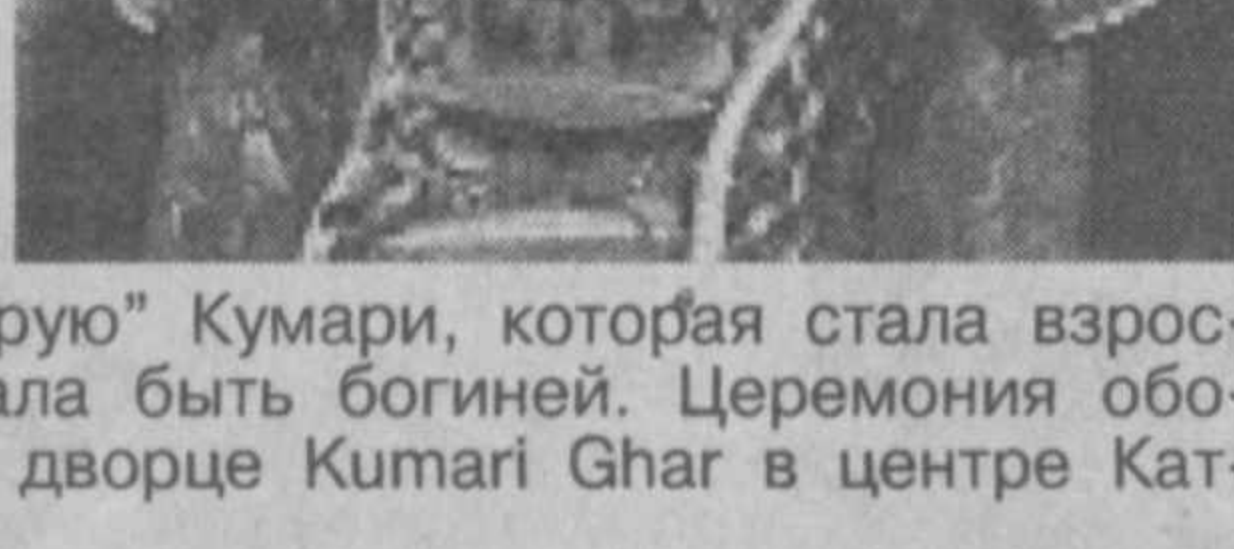 рую” Кумари, которая стала взрос-
ала быть богиней. Церемония обо-
дворце Kumari Ghar в центре Кат-